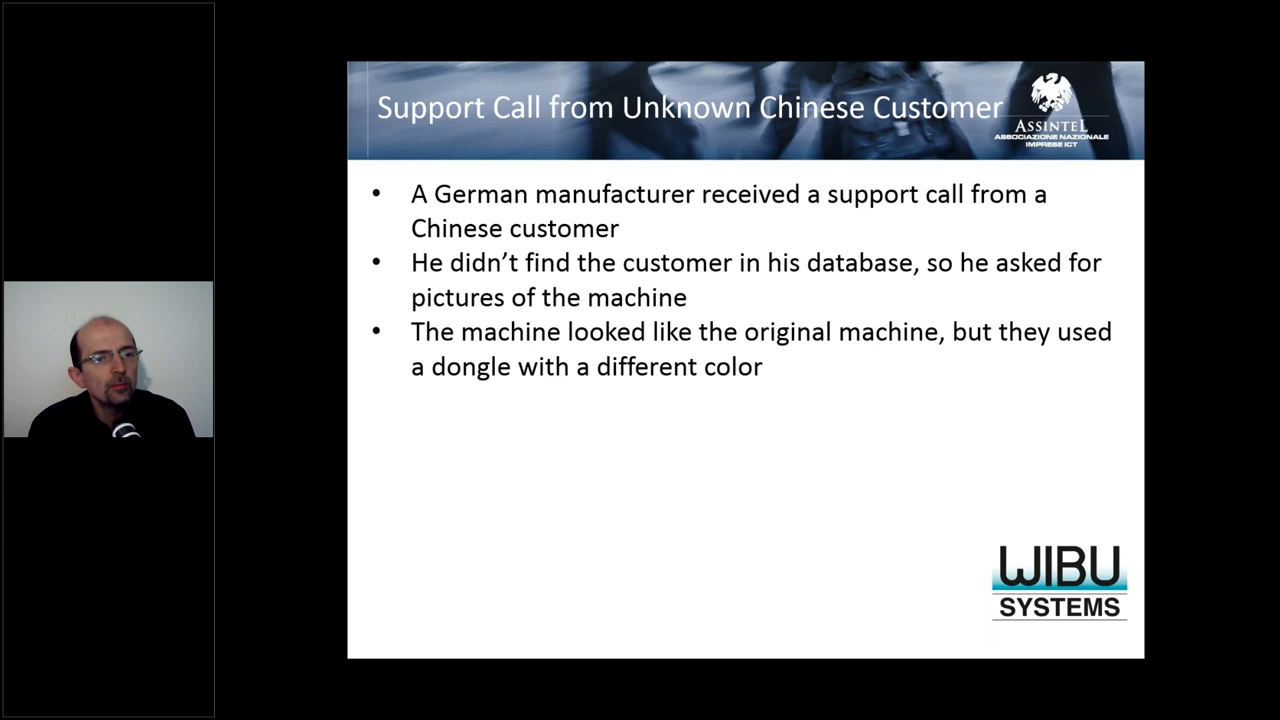 Support Call from Unknown Chinese Customer
ASSINTEL
ASSOCIAZIONE NAZIONALE
IMPRESE ICT
• A German manufacturer received a support call from a
Chinese customer
• He didn’t find the customer in his database, so he asked for
pictures of the machine
• The machine looked like the original machine, but they used
a dongle with a different color
WIBU
SYSTEMS